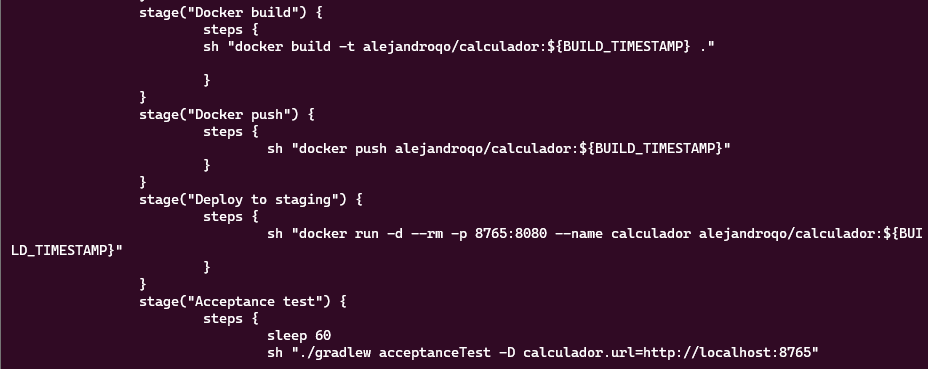 stage("Docker build") {
steps {
sh "docker build -t alejandroqo/calculador:${BUILD_TIMESTAMP} ."
}
}
stage("Docker push") {
steps {
sh "docker push alejandroqo/calculador:${BUILD_TIMESTAMP}"
}
}
stage("Deploy to staging") {
steps {
sh "docker run -d --rm -p 8765:8080 --name calculador alejandroqo/calculador:${BUI
LD_TIMESTAMP}"
}
}
stage("Acceptance test") {
steps {
sleep 60
sh "./gradlew acceptanceTest -D calculador.url=http://localhost:8765"